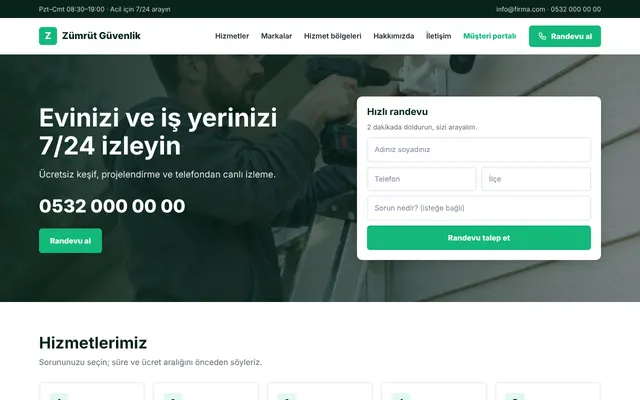 Pzt–Cmt 08:30–19:00 · Acil için 7/24 arayın
info@firma.com · 0532 000 00 00
Z Zümrüt Güvenlik
Hizmetler Markalar Hizmet bölgeleri Hakkımızda İletişim Müşteri portalı Randevu al
Evinizi ve iş yerinizi
7/24 izleyin
Ücretsiz keşif, projelendirme ve telefondan canlı izleme.
0532 000 00 00
Randevu al
Hızlı randevu
2 dakikada doldurun, sizi arayalım.
Adınız soyadınız
Telefon İlçe
Sorun nedir? (isteğe bağlı)
Randevu talep et
Hizmetlerimiz
Sorununuzu seçin; süre ve ücret aralığını önceden söyleriz.